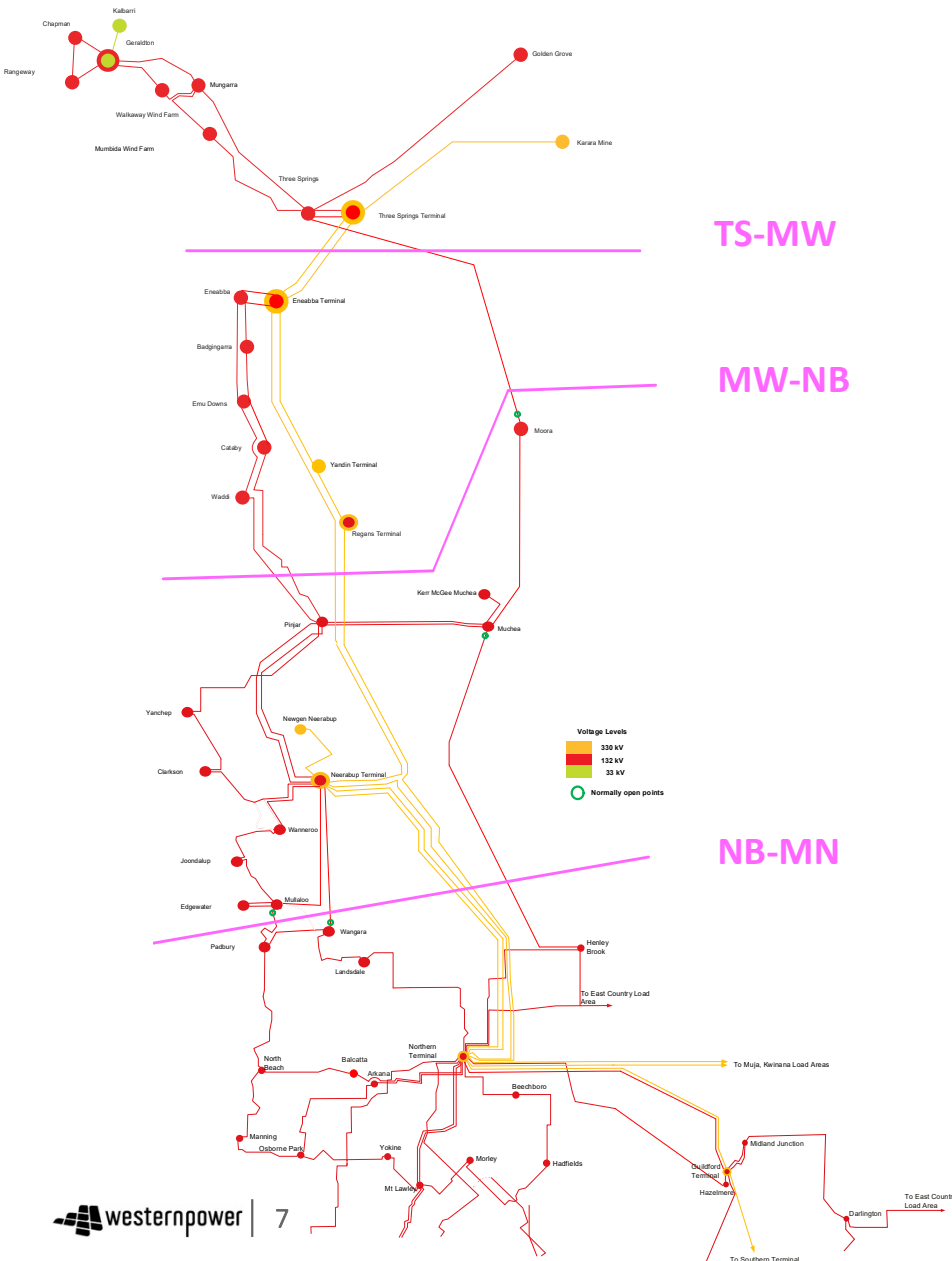 Kalbarri
Chapman
Geraldton
Golden Grove
Rangeway
Mungarra
Walkaway Wind Farm
Karara Mine
Mumbida Wind Farm
Three Springs
Three Springs Terminal
TS-MW
Eneabba
Eneabba Terminal
Badgingarra
MW-NB
Emu Downs
Moora
Cataby
Yandin Terminal
Waddi
Regans Terminal
Kerr McGee Muchea
Pinjar
Muchea
Yanchep
Newgen Neerabup
Voltage Levels
330 kV
132 kV
33 kV
Normally open points
Clarkson
Neerabup Terminal
Wanneroo
Joondalup
NB-MN
Edgewater
Mullaloo
Padbury
Wangara
Henley
Brook
Landsdale
To East Country Load
Area
Northern
Terminal
North
Beach
Balcatta
Arkana
To Muja, Kwinana Load Areas
Beechboro
Manning
Osborne Park
Yokine
Morley
Hadfields
Midland Junction
Guildford
Terminal
Mt Lawley
Hazelmere
westernpower
7
Darlington
To East Country
Load Area
To Southern Terminal